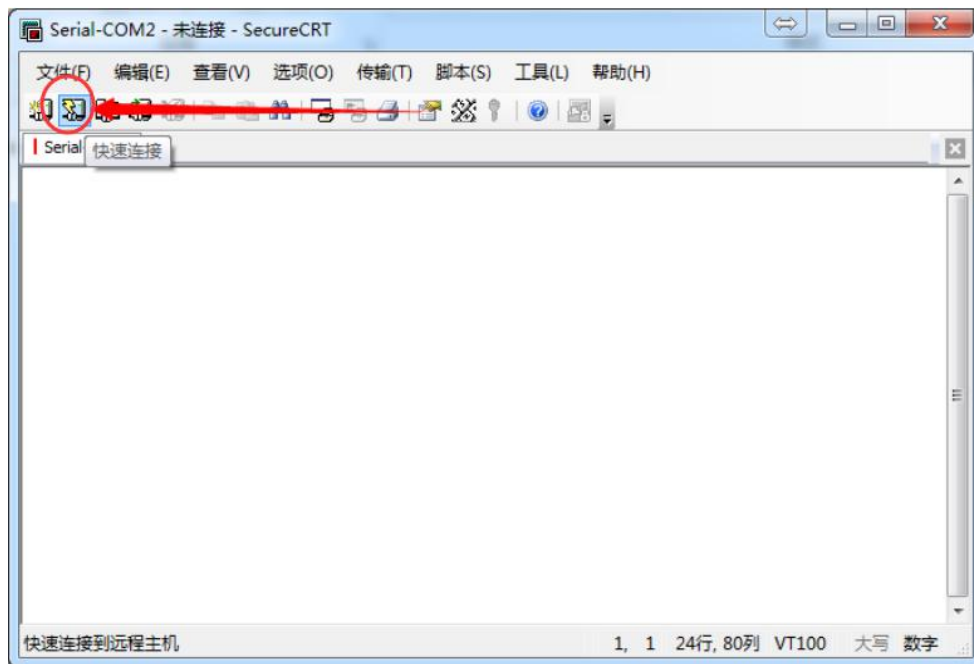 Serial-COM2 - 未连接 - SecureCRT
文件(F) 编辑(E) 查看(V) 选项(O) 传输(T) 脚本(S) 工具(L) 帮助(H)
Serial
快速连接
快速连接到远程主机 1, 1 24行, 80列 VT100 大写 数字